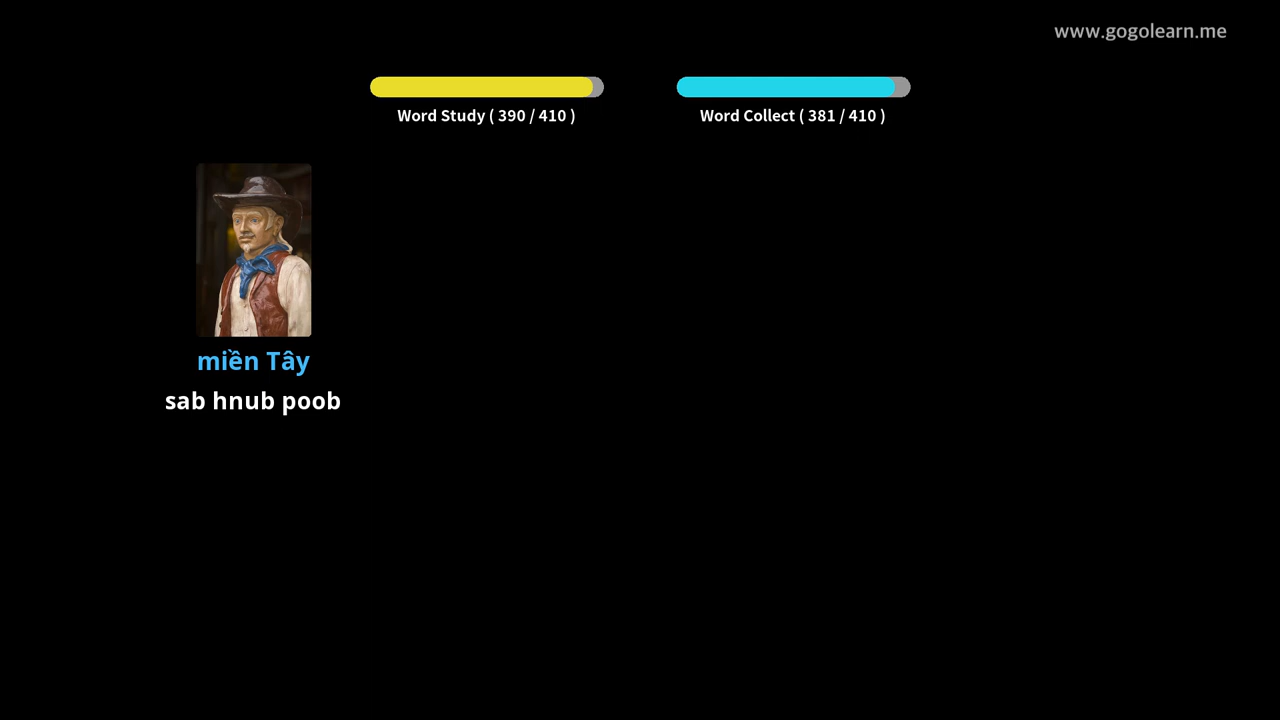 www.gogolearn.me
Word Study ( 390 / 410 )
Word Collect ( 381 / 410 )
miền Tây
sab hnub poob